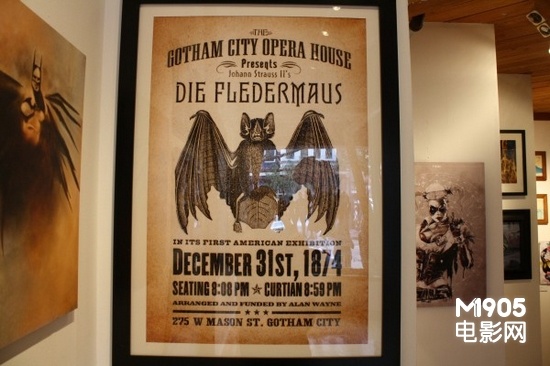 THE
GOTHAM CITY OPERA HOUSE
Presents
Johann Strauss II's
DIE FLEDERMAUS
IN ITS FIRST AMERICAN EXHIBITION
DECEMBER 31ST, 1874
SEATING 8:00 PM ★ CURTIAN 8:59 PM
ARRANGED AND FUNDED BY ALAN WAYNE
★★★
275 W MASON ST. GOTHAM CITY
M1905
电影网